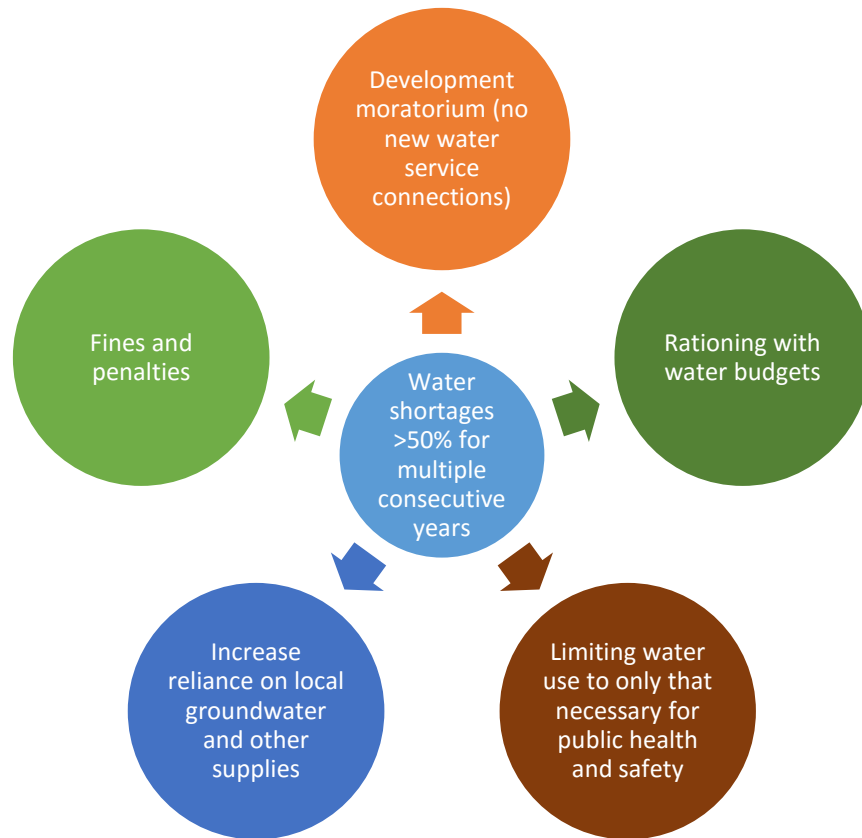 Development
moratorium (no
new water
service
connections)
Fines and
penalties
Rationing with
water budgets
Water
shortages
>50% for
multiple
consecutive
years
Increase
reliance on local
groundwater
and other
supplies
Limiting water
use to only that
necessary for
public health
and safety